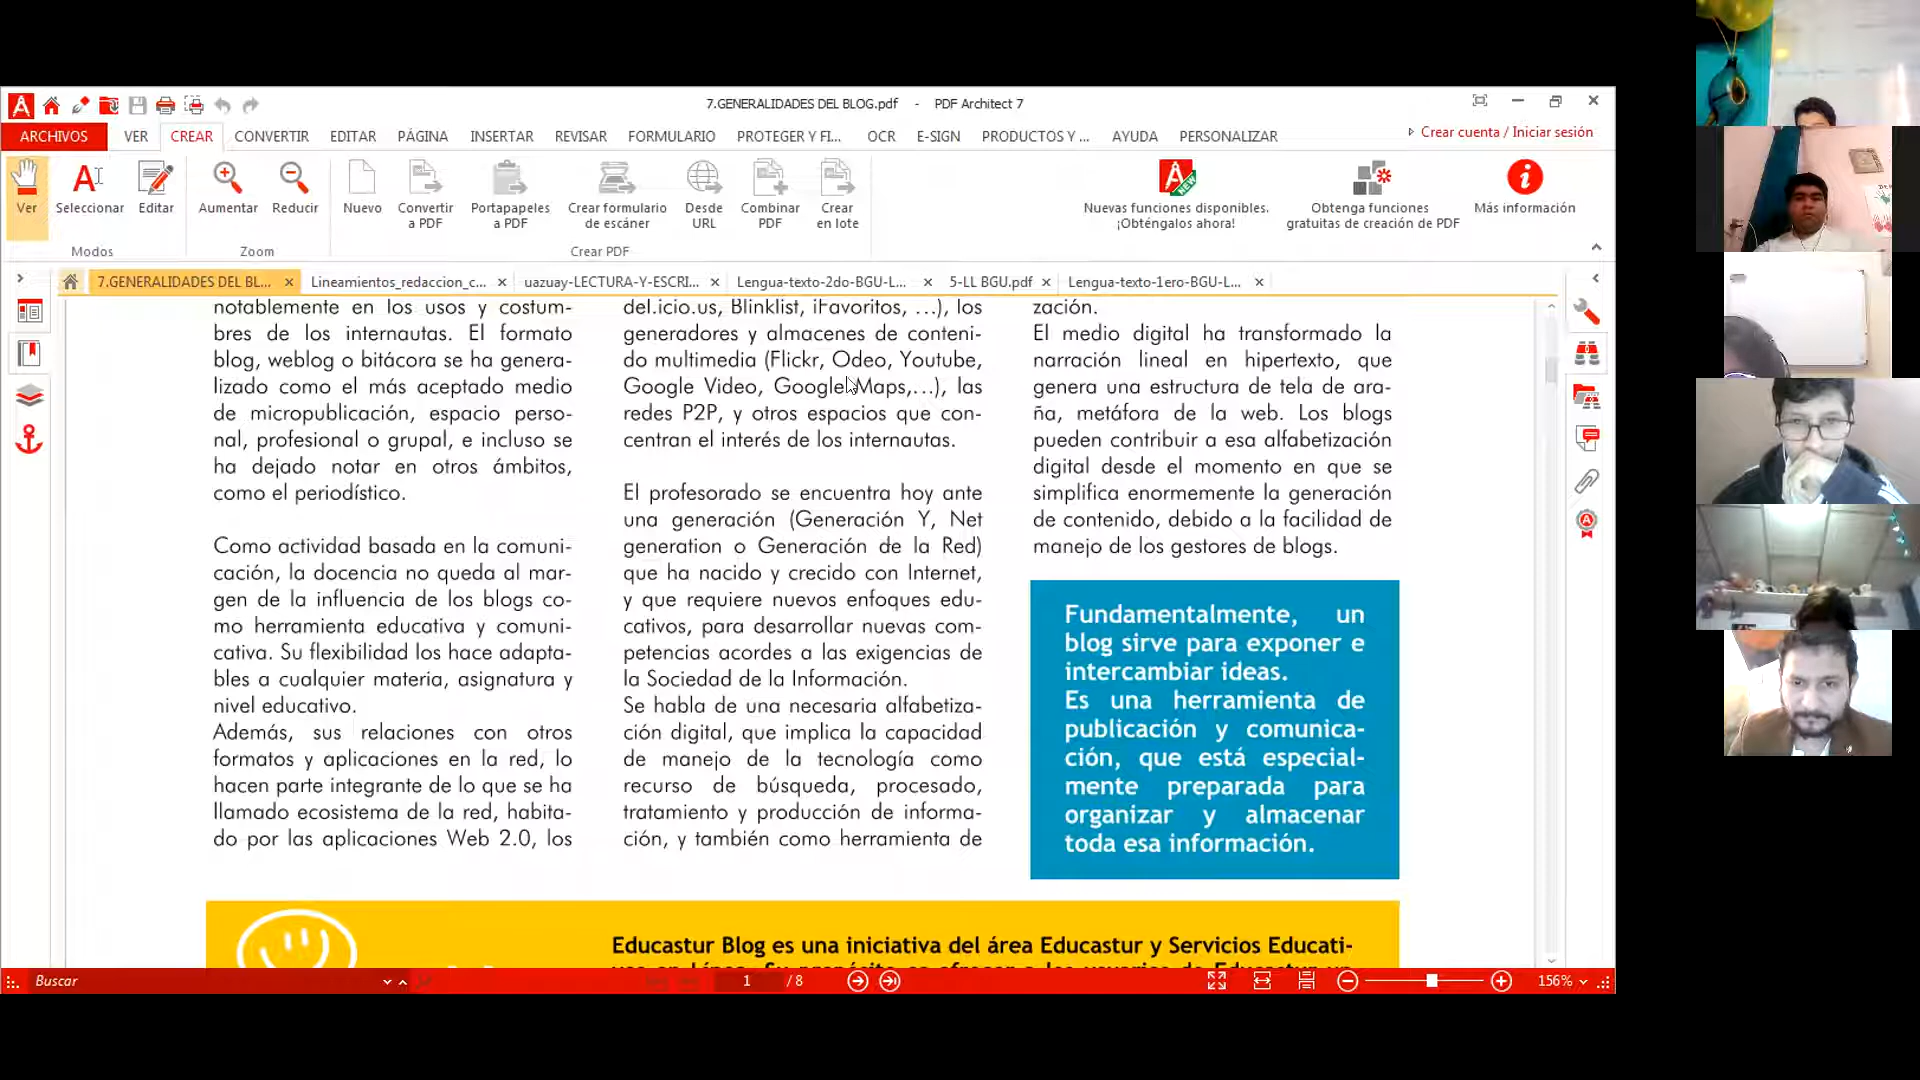 7.GENERALIDADES DEL BLOG.pdf - PDF Architect 7
ARCHIVOS VER CREAR CONVERTIR EDITAR PÁGINA INSERTAR REVISAR FORMULARIO PROTEGER Y FI... OCR E-SIGN PRODUCTOS Y ... AYUDA PERSONALIZAR Crear cuenta / Iniciar sesión
Ver Seleccionar Editar Aumentar Reducir Nuevo Convertir a PDF Portapapeles a PDF Crear formulario de escáner Desde URL Combinar PDF Crear en lote Nuevas funciones disponibles. ¡Obténgalos ahora! Obtenga funciones gratuitas de creación de PDF Más información
Modos Zoom Crear PDF
7.GENERALIDADES DEL BL... Lineamientos_redaccion_c... uazuay-LECTURA-Y-ESCRI... Lengua-texto-2do-BGU-L... 5-LL BGU.pdf Lengua-texto-1ero-BGU-L...
notablemente en los usos y costum-
bres de los internautas. El formato
blog, weblog o bitácora se ha genera-
lizado como el más aceptado medio
de micropublicación, espacio perso-
nal, profesional o grupal, e incluso se
ha dejado notar en otros ámbitos,
como el periodístico.
Como actividad basada en la comuni-
cación, la docencia no queda al mar-
gen de la influencia de los blogs co-
mo herramienta educativa y comuni-
cativa. Su flexibilidad los hace adapta-
bles a cualquier materia, asignatura y
nivel educativo.
Además, sus relaciones con otros
formatos y aplicaciones en la red, lo
hacen parte integrante de lo que se ha
llamado ecosistema de la red, habita-
do por las aplicaciones Web 2.0, los
del.icio.us, Blinklist, iFavoritos, ...), los
generadores y almacenes de conteni-
do multimedia (Flickr, Odeo, Youtube,
Google Video, Google Maps,...), las
redes P2P, y otros espacios que con-
centran el interés de los internautas.
El profesorado se encuentra hoy ante
una generación (Generación Y, Net
generation o Generación de la Red)
que ha nacido y crecido con Internet,
y que requiere nuevos enfoques edu-
cativos, para desarrollar nuevas com-
petencias acordes a las exigencias de
la Sociedad de la Información.
Se habla de una necesaria alfabetiza-
ción digital, que implica la capacidad
de manejo de la tecnología como
recurso de búsqueda, procesado,
tratamiento y producción de informa-
ción, y también como herramienta de
zación.
El medio digital ha transformado la
narración lineal en hipertexto, que
genera una estructura de tela de ara-
ña, metáfora de la web. Los blogs
pueden contribuir a esa alfabetización
digital desde el momento en que se
simplifica enormemente la generación
de contenido, debido a la facilidad de
manejo de los gestores de blogs.
Fundamentalmente, un
blog sirve para exponer e
intercambiar ideas.
Es una herramienta de
publicación y comunica-
ción, que está especial-
mente preparada para
organizar y almacenar
toda esa información.
Educastur Blog es una iniciativa del área Educastur y Servicios Educati-
Buscar 1 / 8 156%